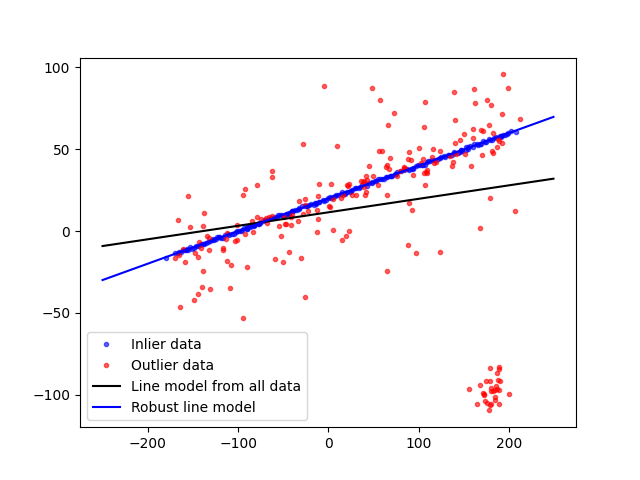 100
50
0
−50
−100
Inlier data
Outlier data
Line model from all data
Robust line model
−200 −100 0 100 200